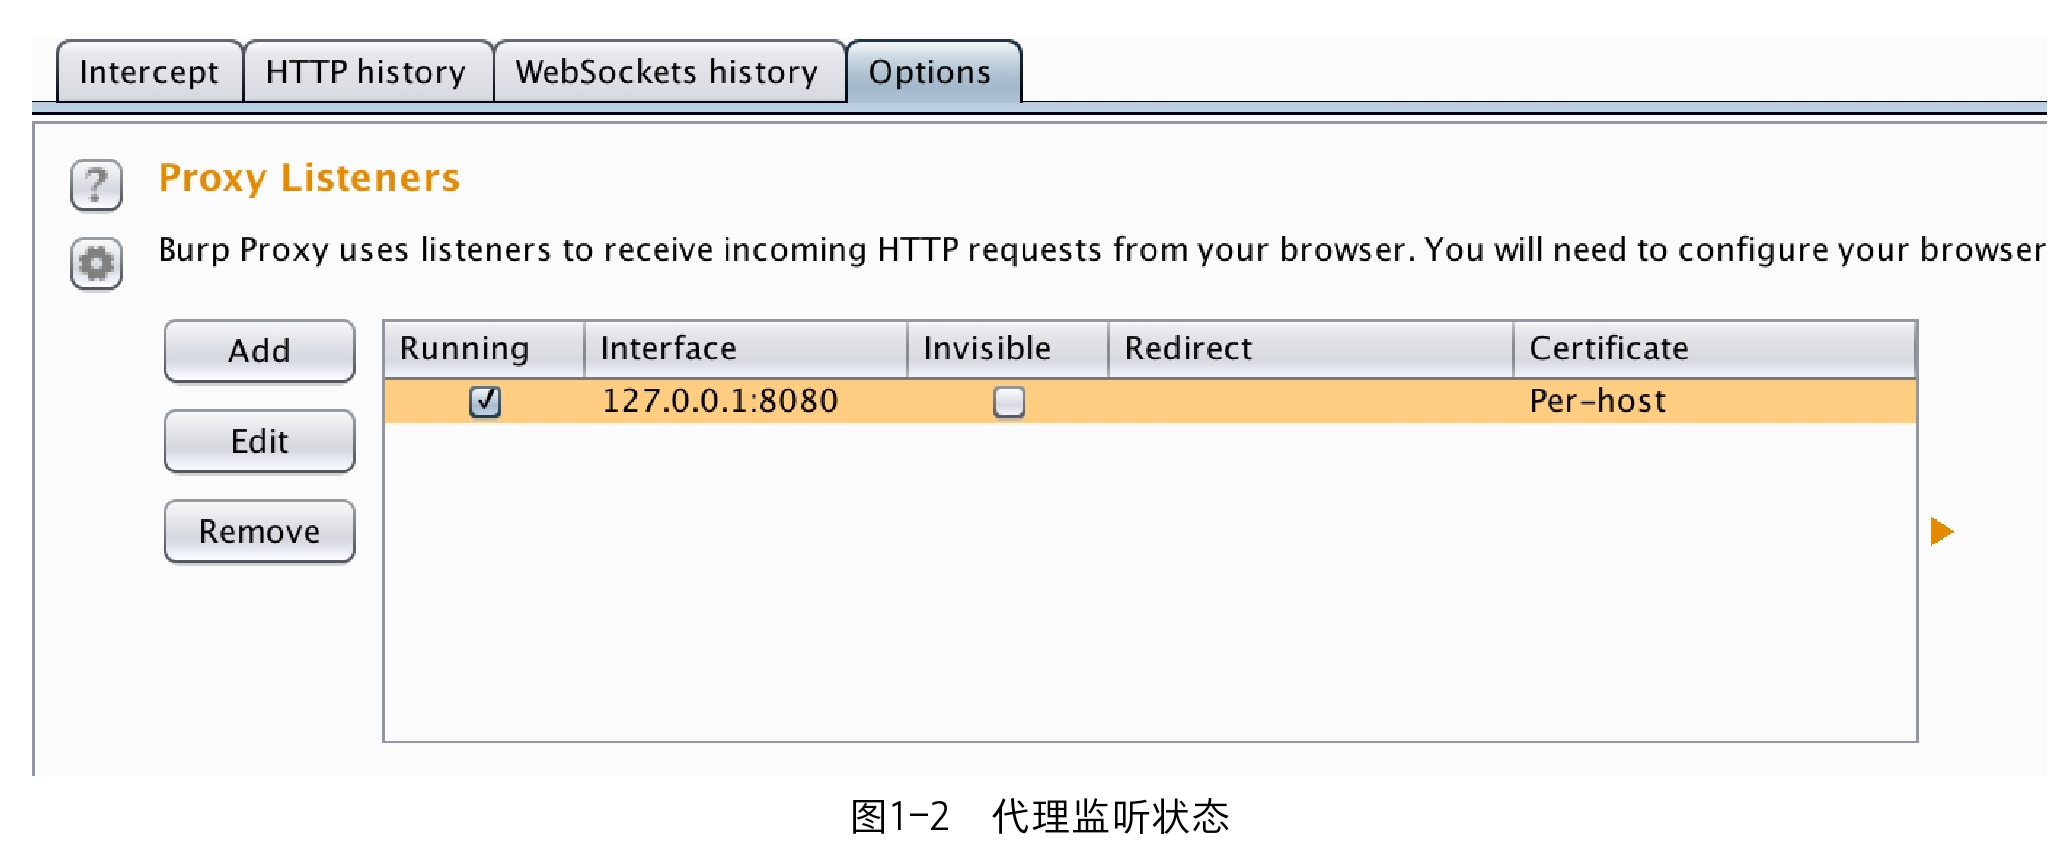 Intercept HTTP history WebSockets history Options
?
Proxy Listeners
Burp Proxy uses listeners to receive incoming HTTP requests from your browser. You will need to configure your browser
Add
Edit
Remove
Running Interface Invisible Redirect Certificate
127.0.0.1:8080 Per-host
图1-2 代理监听状态